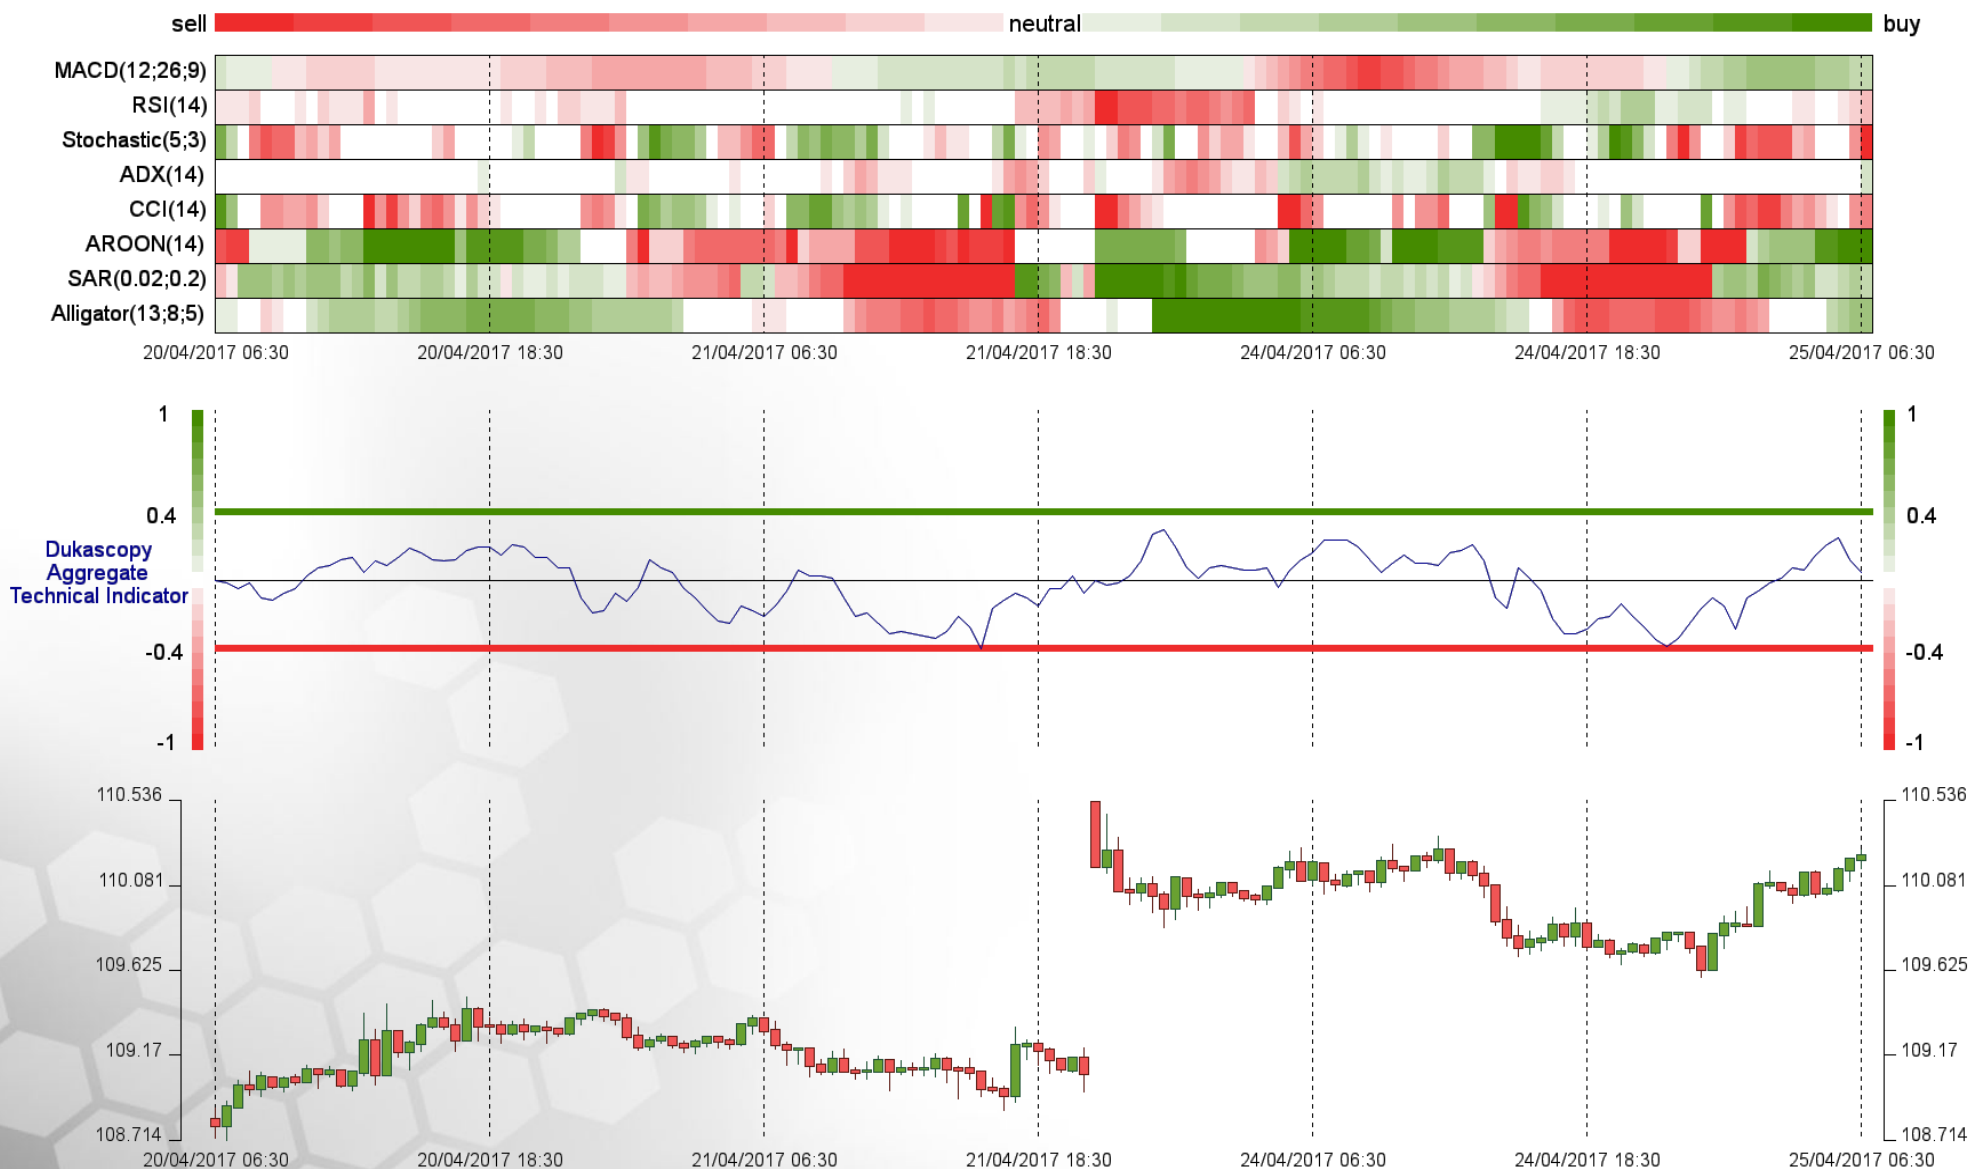 sell neutral buy
MACD(12;26;9)
RSI(14)
Stochastic(5;3)
ADX(14)
CCI(14)
AROON(14)
SAR(0.02;0.2)
Alligator(13;8;5)
20/04/2017 06:30 20/04/2017 18:30 21/04/2017 06:30 21/04/2017 18:30 24/04/2017 06:30 24/04/2017 18:30 25/04/2017 06:30
1 1
0.4 0.4
Dukascopy
Aggregate
Technical Indicator
-0.4 -0.4
-1 -1
110.536 110.536
110.081 110.081
109.625 109.625
109.17 109.17
108.714 108.714
20/04/2017 06:30 20/04/2017 18:30 21/04/2017 06:30 21/04/2017 18:30 24/04/2017 06:30 24/04/2017 18:30 25/04/2017 06:30